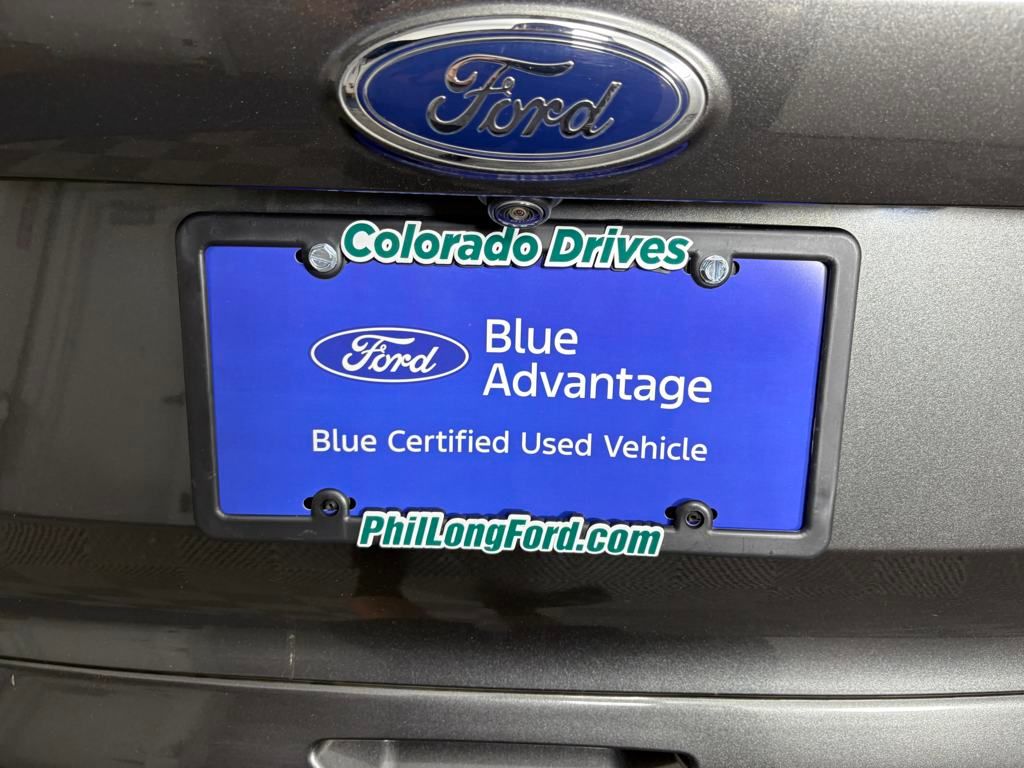 Ford
Colorado Drives
Ford
Blue
Advantage
Blue Certified Used Vehicle
PhilLongFord.com